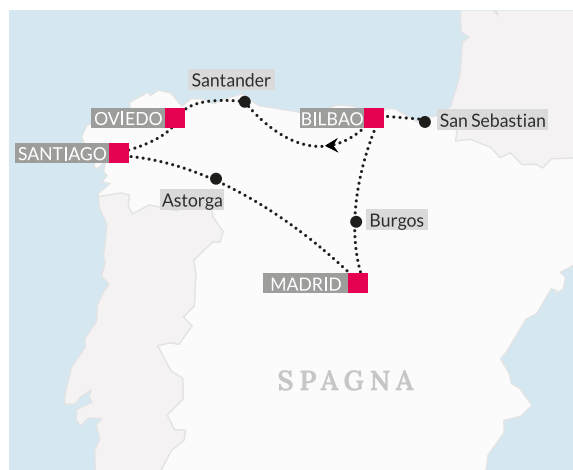 Santander
OVIEDO
BILBAO
San Sebastian
SANTIAGO
Astorga
Burgos
MADRID
SPAGNA